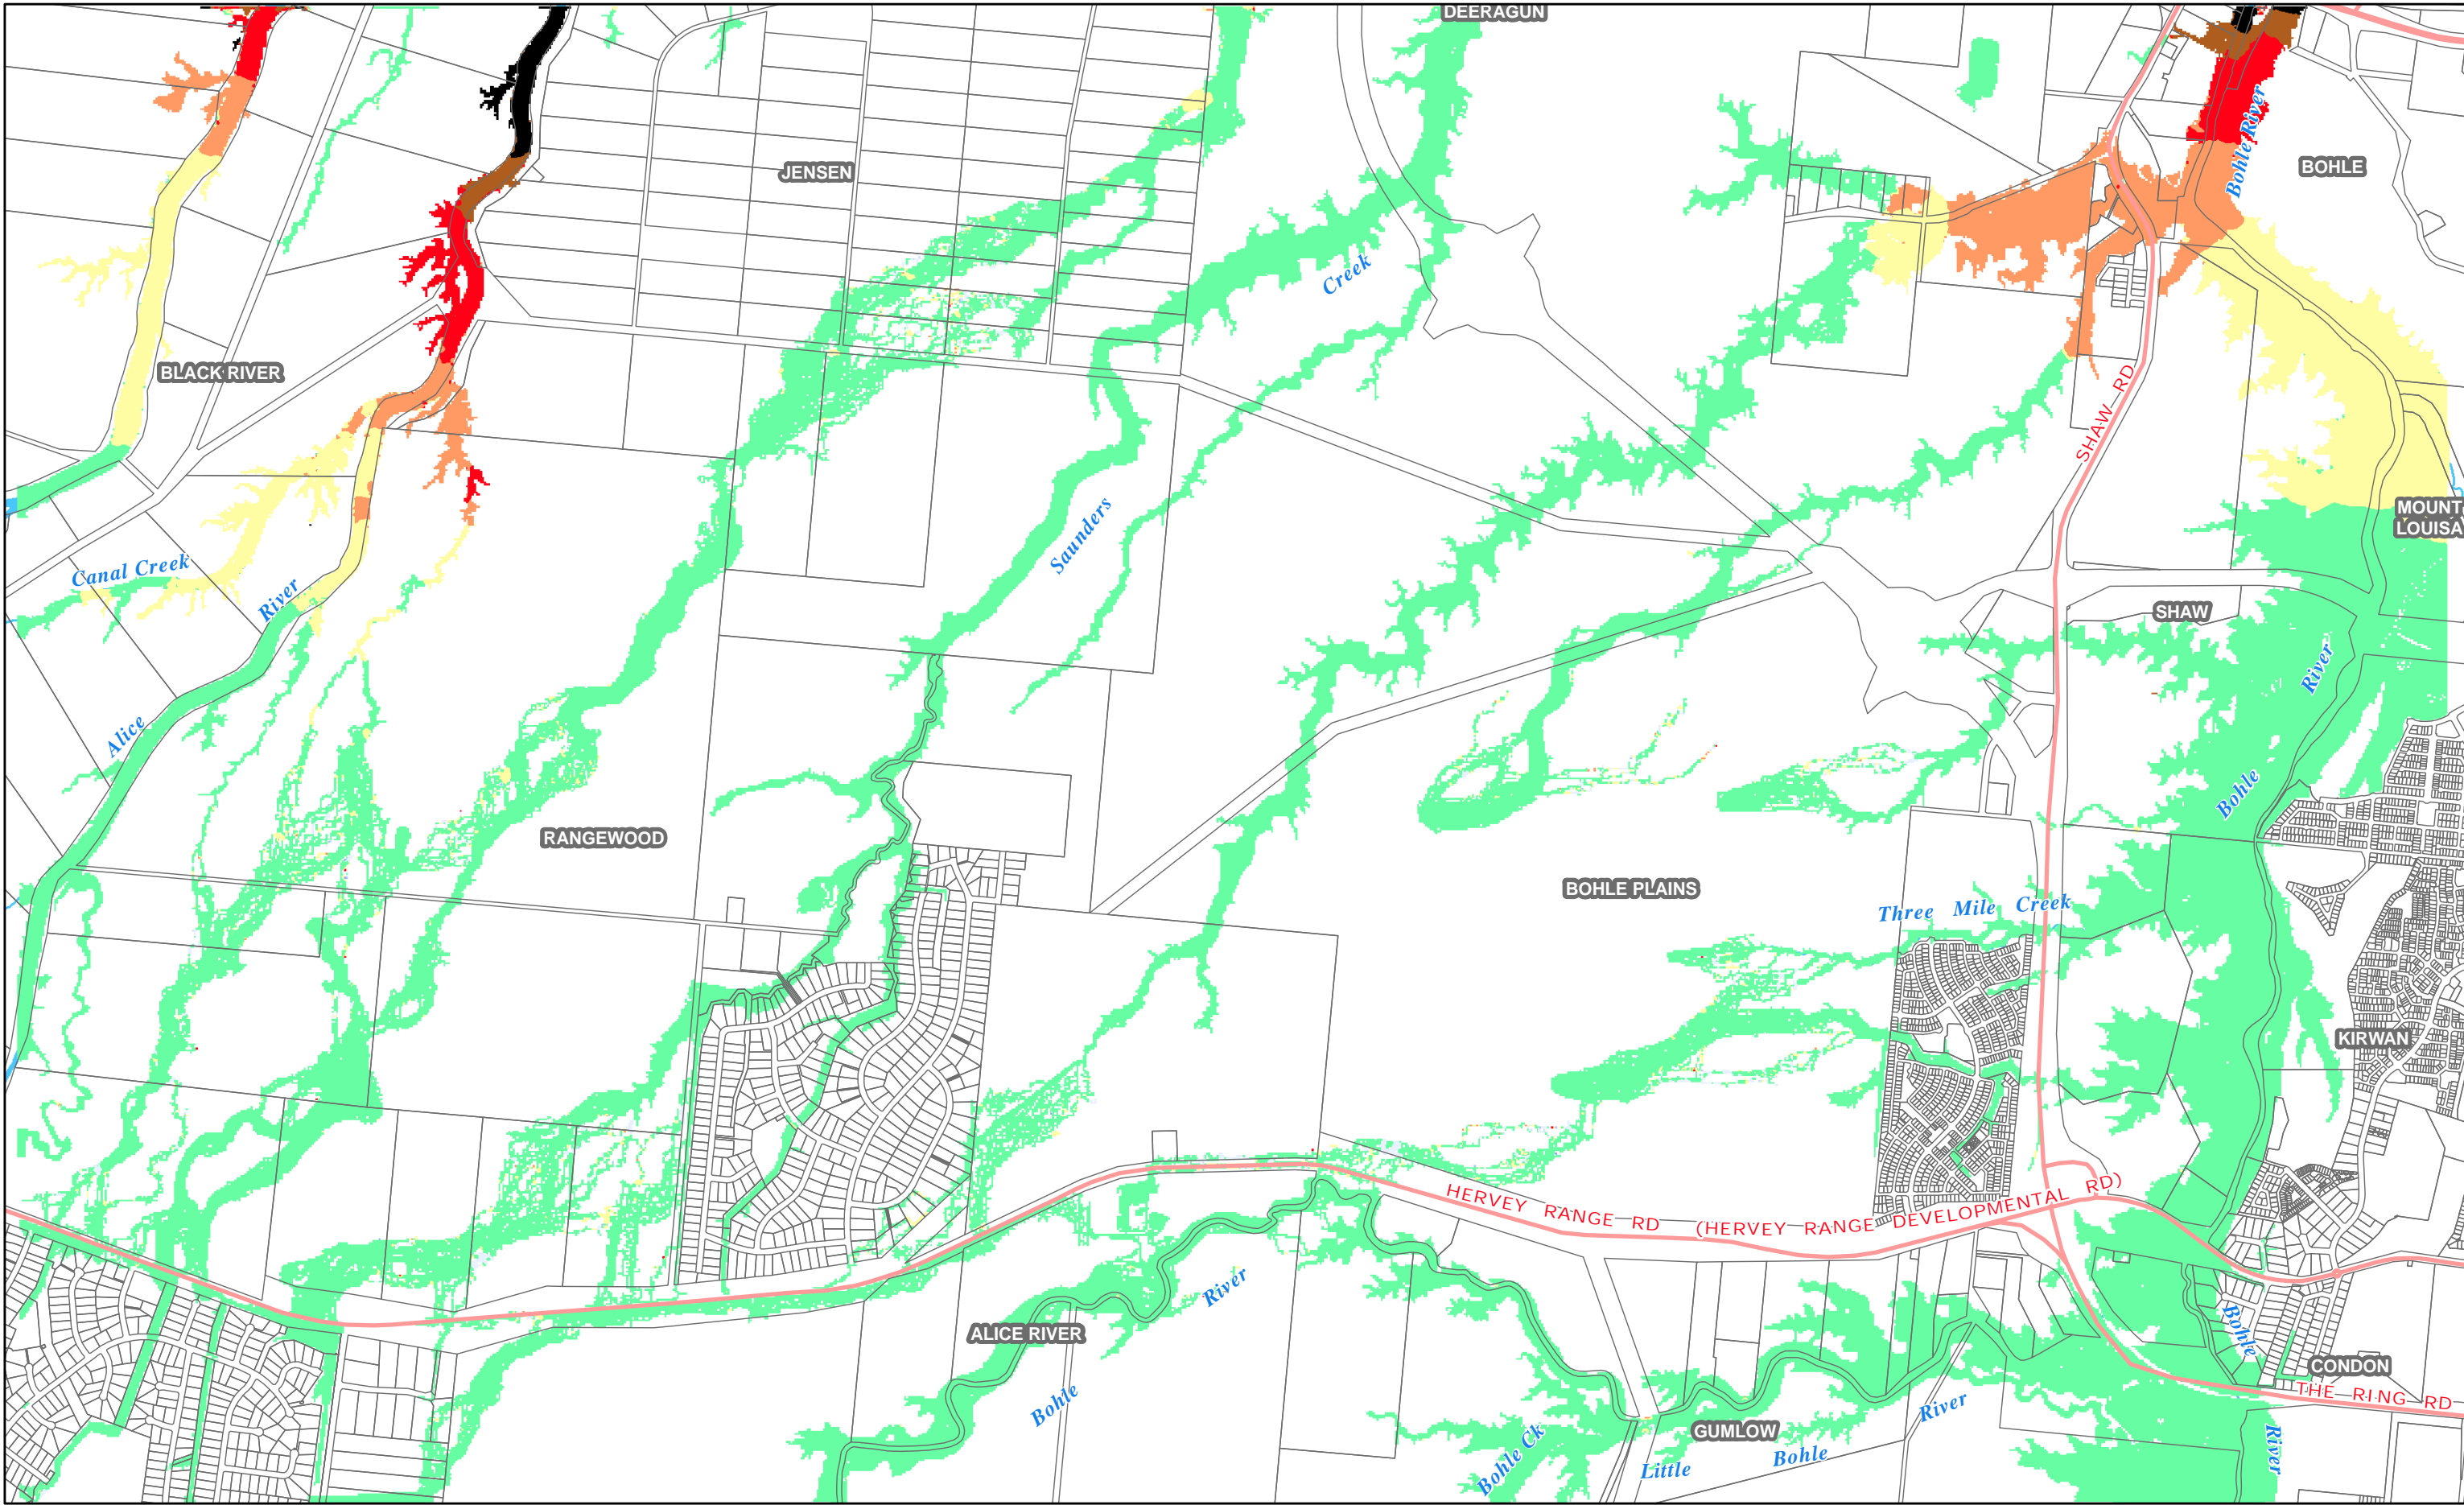 DEERAGUN
JENSEN
Bohle River
BOHLE
Creek
BLACK RIVER
SHAW RD
MOUNT
LOUISA
Saunders
Canal Creek
River
SHAW
River
Alice
Bohle
RANGEWOOD
BOHLE PLAINS
Three Mile Creek
KIRWAN
HERVEY RANGE RD (HERVEY RANGE DEVELOPMENTAL RD)
River
ALICE RIVER
Bohle
CONDON
THE RING RD
Bohle
River
GUMLOW
Bohle Ck
Little Bohle
River